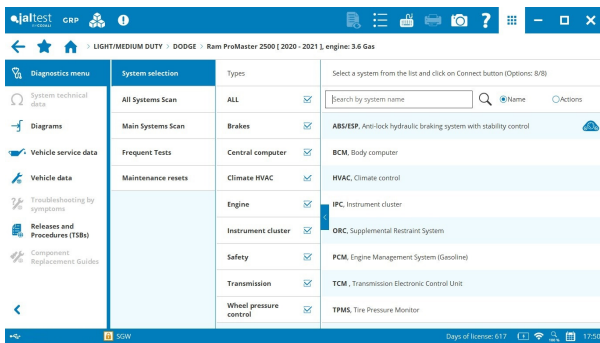 jaltest GRP
by COJALI
?
LIGHT/MEDIUM DUTY > DODGE > Ram ProMaster 2500 [ 2020 - 2021 ], engine: 3.6 Gas
Diagnostics menu
System technical
data
Diagrams
Vehicle service data
Vehicle data
Troubleshooting by
symptoms
Releases and
Procedures (TSBs)
Component
Replacement Guides
System selection
All Systems Scan
Main Systems Scan
Frequent Tests
Maintenance resets
Types
ALL
Brakes
Central computer
Climate HVAC
Engine
Instrument cluster
Safety
Transmission
Wheel pressure
control
Select a system from the list and click on Connect button (Options: 8/8)
Search by system name
Name
Actions
ABS/ESP, Anti-lock hydraulic braking system with stability control
BCM, Body computer
HVAC, Climate control
IPC, Instrument cluster
ORC, Supplemental Restraint System
PCM, Engine Management System (Gasoline)
TCM , Transmission Electronic Control Unit
TPMS, Tire Pressure Monitor
SGW
Days of license: 617
100 %
17:50